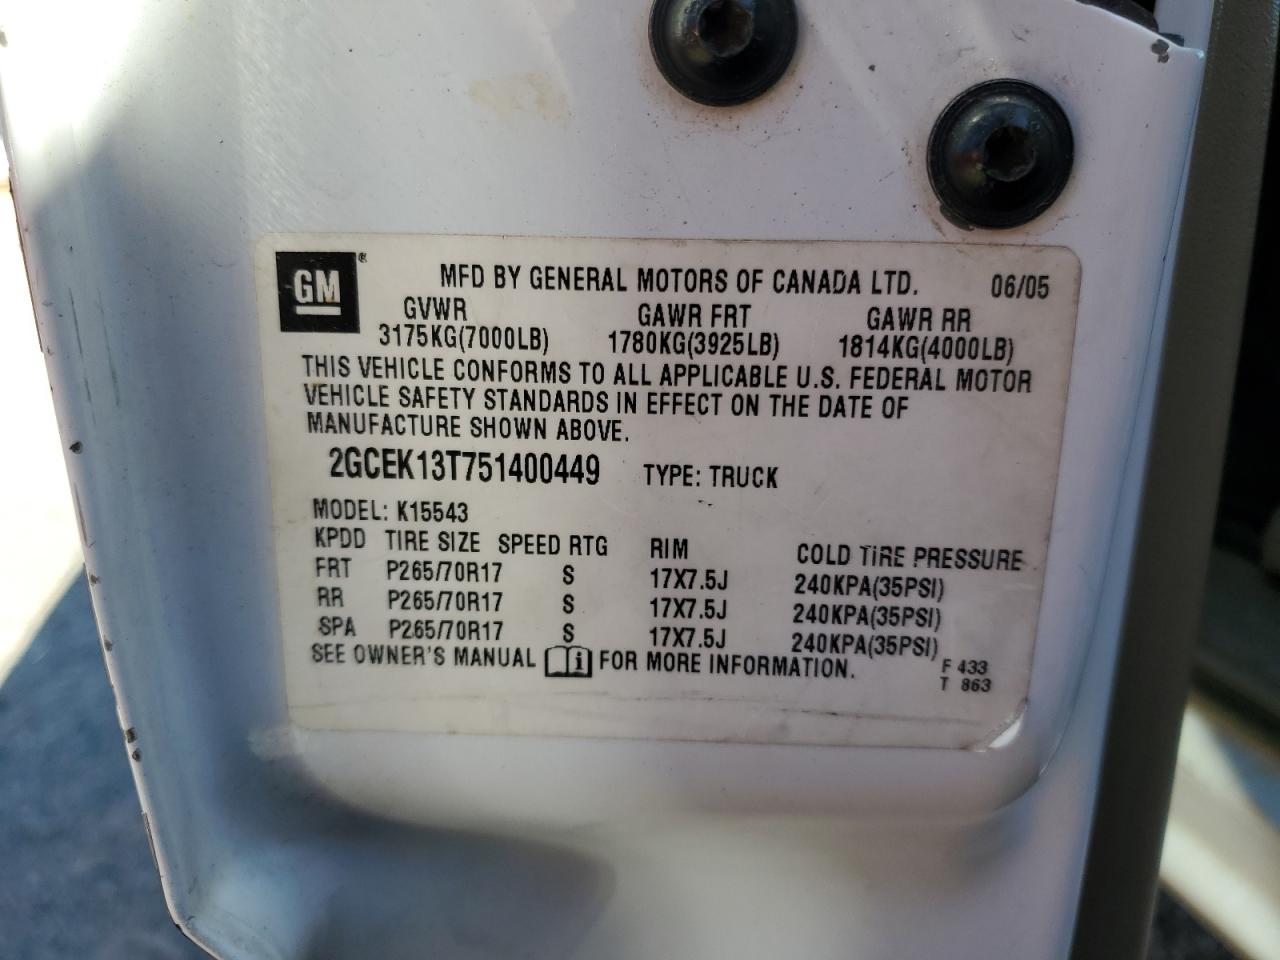 GM ®
MFD BY GENERAL MOTORS OF CANADA LTD. 06/05
GVWR GAWR FRT GAWR RR
3175KG(7000LB) 1780KG(3925LB) 1814KG(4000LB)
THIS VEHICLE CONFORMS TO ALL APPLICABLE U.S. FEDERAL MOTOR
VEHICLE SAFETY STANDARDS IN EFFECT ON THE DATE OF
MANUFACTURE SHOWN ABOVE.
2GCEK13T751400449 TYPE: TRUCK
MODEL: K15543
KPDD TIRE SIZE SPEED RTG RIM COLD TIRE PRESSURE
FRT P265/70R17 S 17X7.5J 240KPA(35PSI)
RR P265/70R17 S 17X7.5J 240KPA(35PSI)
SPA P265/70R17 S 17X7.5J 240KPA(35PSI)
SEE OWNER'S MANUAL i FOR MORE INFORMATION. F 433
T 863